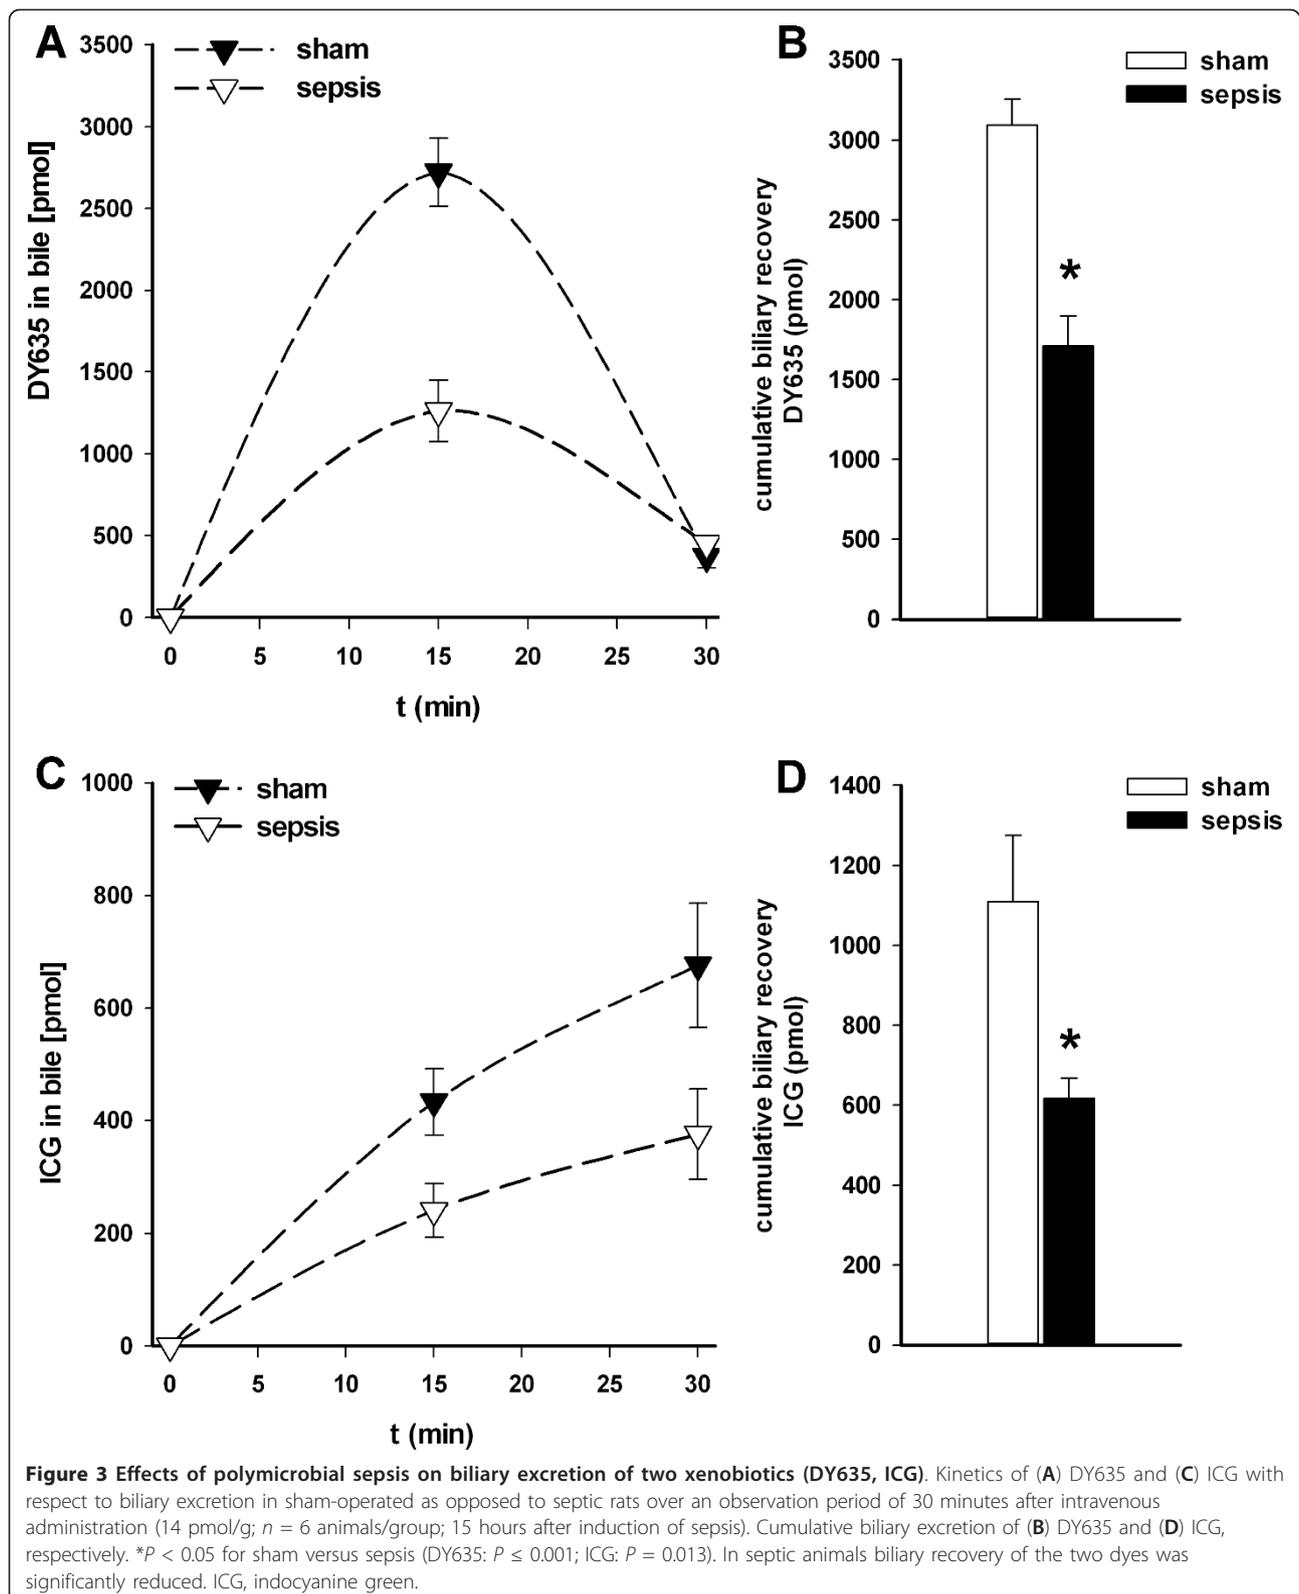 A
3500
3000
2500
2000
1500
1000
500
0
DY635 in bile [pmol]
sham
sepsis
0 5 10 15 20 25 30
t (min)
B
3500
3000
2500
2000
1500
1000
500
0
cumulative biliary recovery
DY635 (pmol)
sham
sepsis
*
C
1000
800
600
400
200
0
ICG in bile [pmol]
sham
sepsis
0 5 10 15 20 25 30
t (min)
D
1400
1200
1000
800
600
400
200
0
cumulative biliary recovery
ICG (pmol)
sham
sepsis
*
Figure 3 Effects of polymicrobial sepsis on biliary excretion of two xenobiotics (DY635, ICG). Kinetics of (A) DY635 and (C) ICG with
respect to biliary excretion in sham-operated as opposed to septic rats over an observation period of 30 minutes after intravenous
administration (14 pmol/g; n = 6 animals/group; 15 hours after induction of sepsis). Cumulative biliary excretion of (B) DY635 and (D) ICG,
respectively. *P < 0.05 for sham versus sepsis (DY635: P ≤ 0.001; ICG: P = 0.013). In septic animals biliary recovery of the two dyes was
significantly reduced. ICG, indocyanine green.